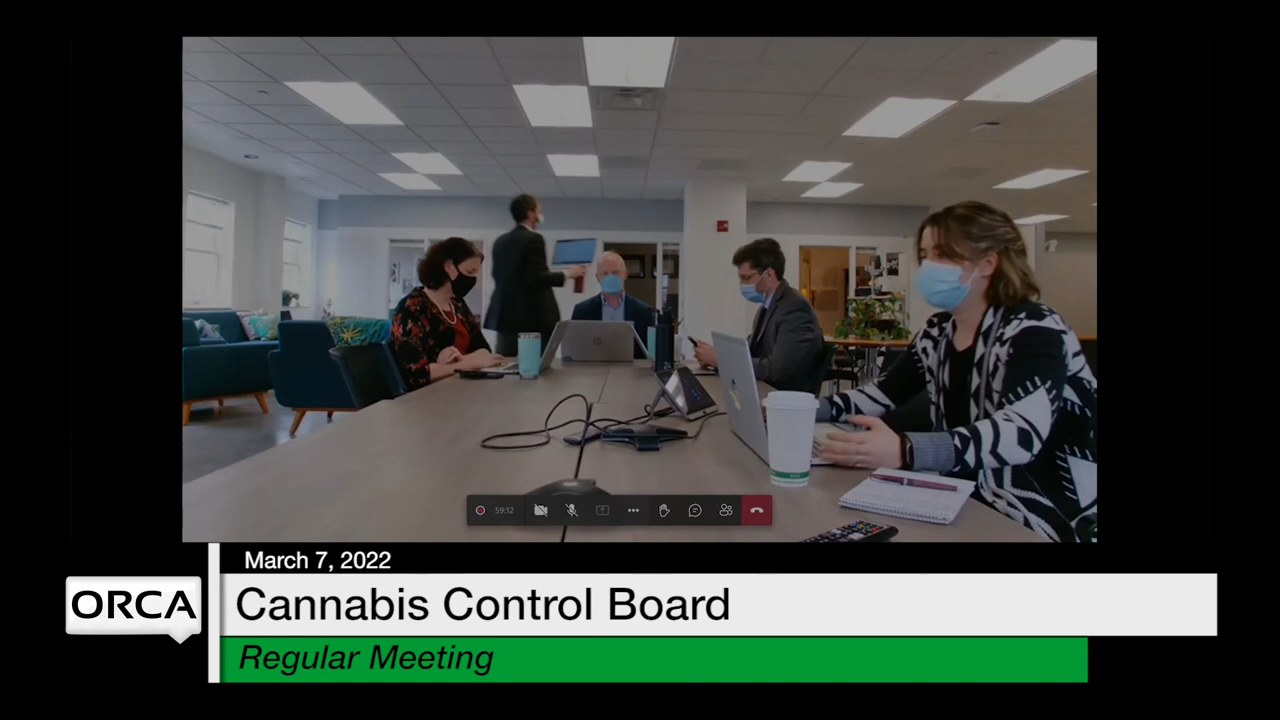 59:12
March 7, 2022
ORCA
Cannabis Control Board
Regular Meeting